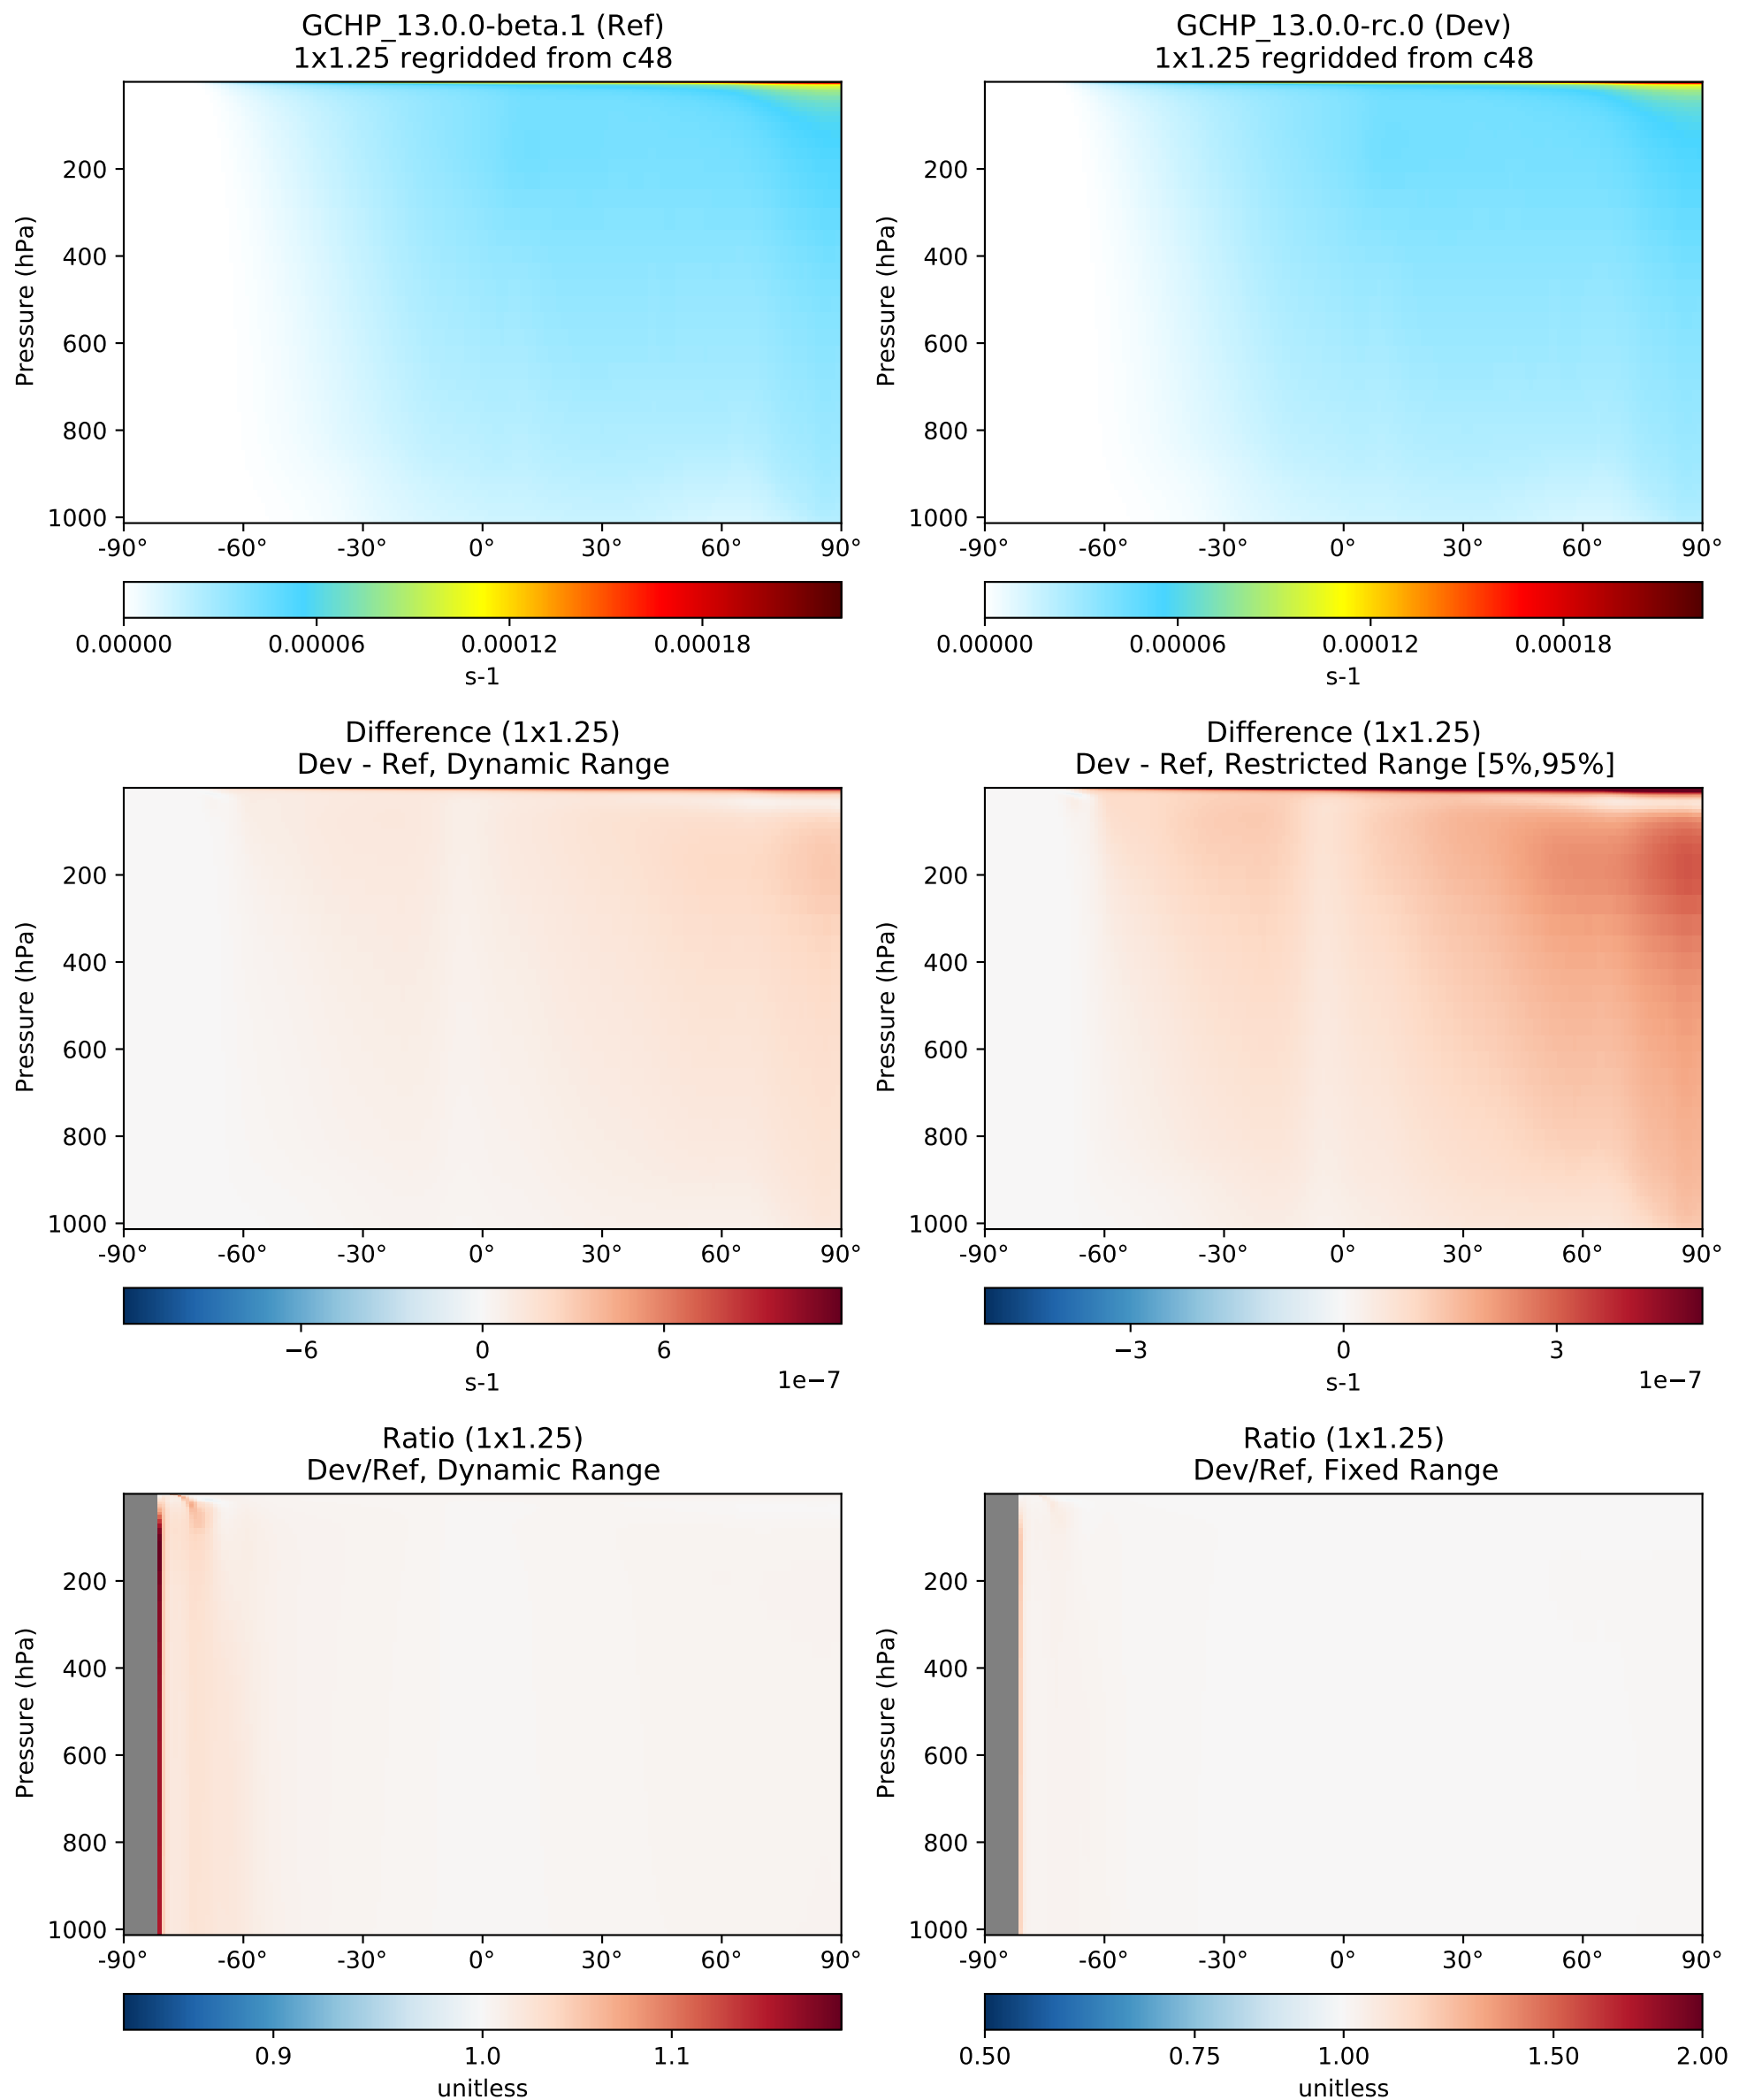 GCHP_13.0.0-beta.1 (Ref)
1x1.25 regridded from c48
Pressure (hPa)
200
400
600
800
1000
-90° -60° -30° 0° 30° 60° 90°
0.00000 0.00006 0.00012 0.00018
s-1
GCHP_13.0.0-rc.0 (Dev)
1x1.25 regridded from c48
Pressure (hPa)
200
400
600
800
1000
-90° -60° -30° 0° 30° 60° 90°
0.00000 0.00006 0.00012 0.00018
s-1
Difference (1x1.25)
Dev - Ref, Dynamic Range
Pressure (hPa)
200
400
600
800
1000
-90° -60° -30° 0° 30° 60° 90°
−6 0 6
s-1 1e−7
Difference (1x1.25)
Dev - Ref, Restricted Range [5%,95%]
Pressure (hPa)
200
400
600
800
1000
-90° -60° -30° 0° 30° 60° 90°
−3 0 3
s-1 1e−7
Ratio (1x1.25)
Dev/Ref, Dynamic Range
Pressure (hPa)
200
400
600
800
1000
-90° -60° -30° 0° 30° 60° 90°
0.9 1.0 1.1
unitless
Ratio (1x1.25)
Dev/Ref, Fixed Range
Pressure (hPa)
200
400
600
800
1000
-90° -60° -30° 0° 30° 60° 90°
0.50 0.75 1.00 1.50 2.00
unitless